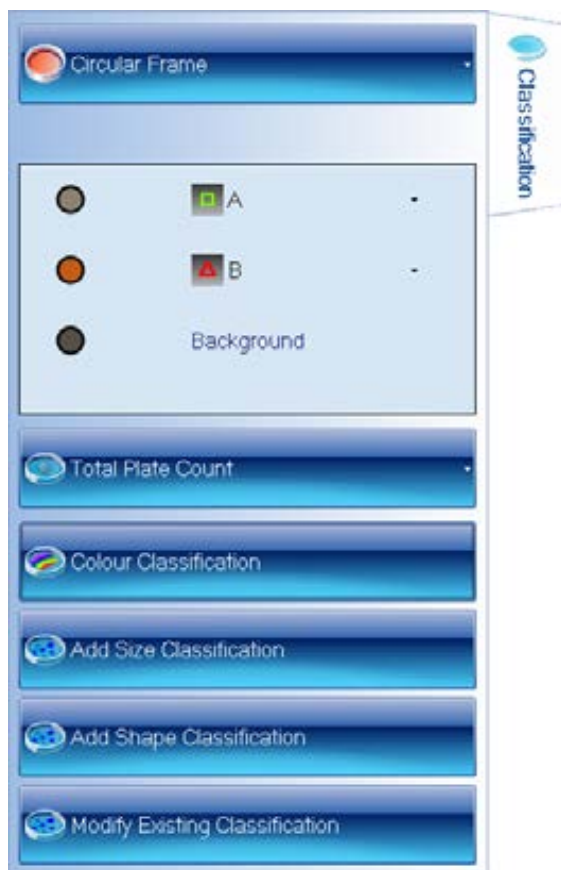 Circular Frame
Classification
A
B
Background
Total Plate Count
Colour Classification
Add Size Classification
Add Shape Classification
Modify Existing Classification